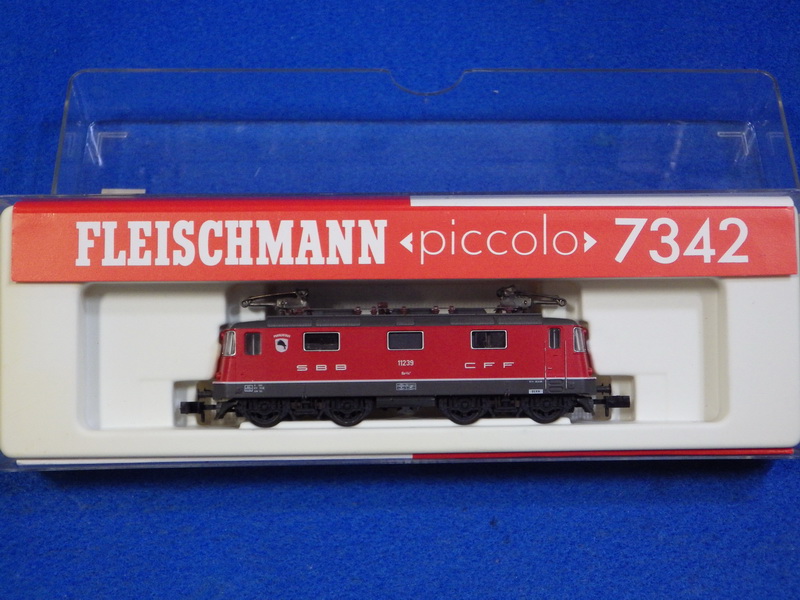 FLEISCHMANN «piccolo» 7342
SBB 11239 CFF